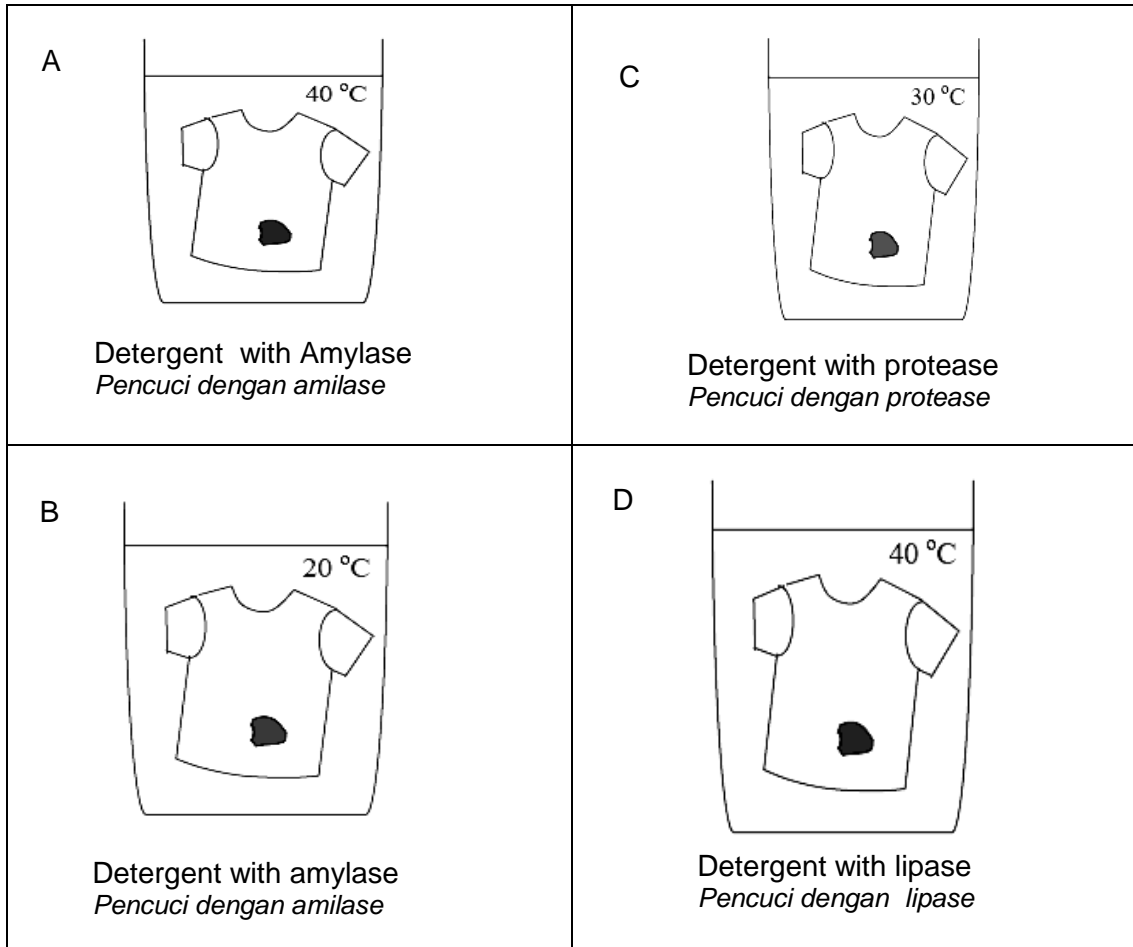 A
40 °C
Detergent with Amylase
Pencuci dengan amilase
C
30 °C
Detergent with protease
Pencuci dengan protease
B
20 °C
Detergent with amylase
Pencuci dengan amilase
D
40 °C
Detergent with lipase
Pencuci dengan lipase